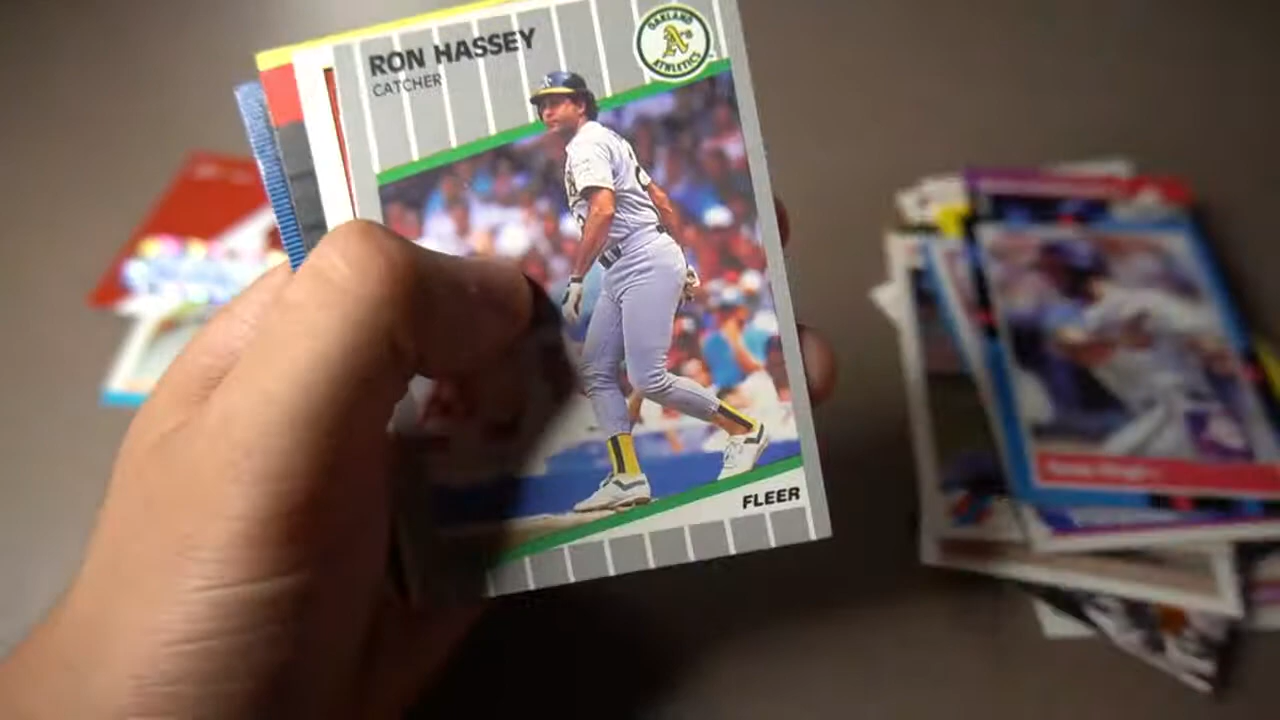 RON HASSEY
CATCHER
OAKLAND
A's
ATHLETICS
FLEER